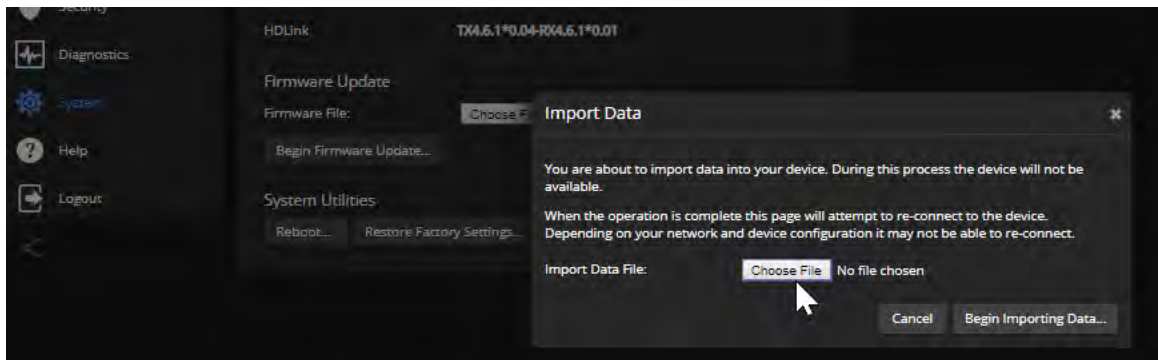 Security
HDLink TX4.6.1*0.04-RX4.6.1*0.01
Diagnostics
Firmware Update
System
Firmware File: Choose F
Import Data
Help
Begin Firmware Update...
You are about to import data into your device. During this process the device will not be
available.
Logout
System Utilities
When the operation is complete this page will attempt to re-connect to the device.
Reboot... Restore Factory Settings...
Depending on your network and device configuration it may not be able to re-connect.
Import Data File: Choose File No file chosen
Cancel Begin Importing Data...